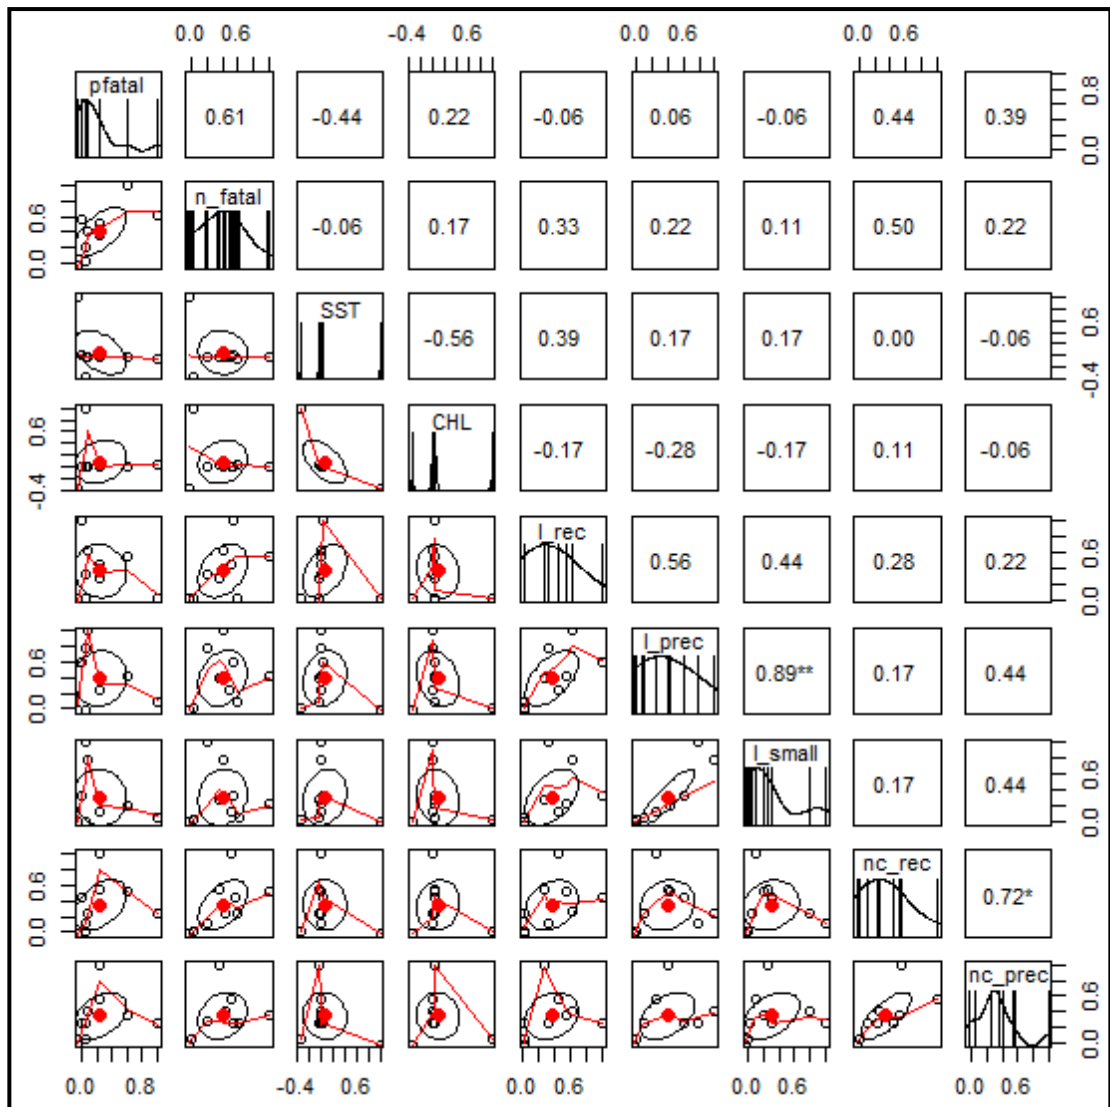 0.0 0.6 -0.4 0.6 0.0 0.6 0.0 0.6
pfatal 0.61 -0.44 0.22 -0.06 0.06 -0.06 0.44 0.39 0.0 0.8
0.0 0.6 n_fatal -0.06 0.17 0.33 0.22 0.11 0.50 0.22
SST -0.56 0.39 0.17 0.17 0.00 -0.06 -0.4 0.6
-0.4 0.6 CHL -0.17 -0.28 -0.17 0.11 -0.06
l_rec 0.56 0.44 0.28 0.22 0.0 0.6
0.0 0.6 l_prec 0.89** 0.17 0.44
l_small 0.17 0.44 0.0 0.6
0.0 0.6 nc_rec 0.72*
nc_prec 0.0 0.6
0.0 0.8 -0.4 0.6 0.0 0.6 0.0 0.6 0.0 0.6